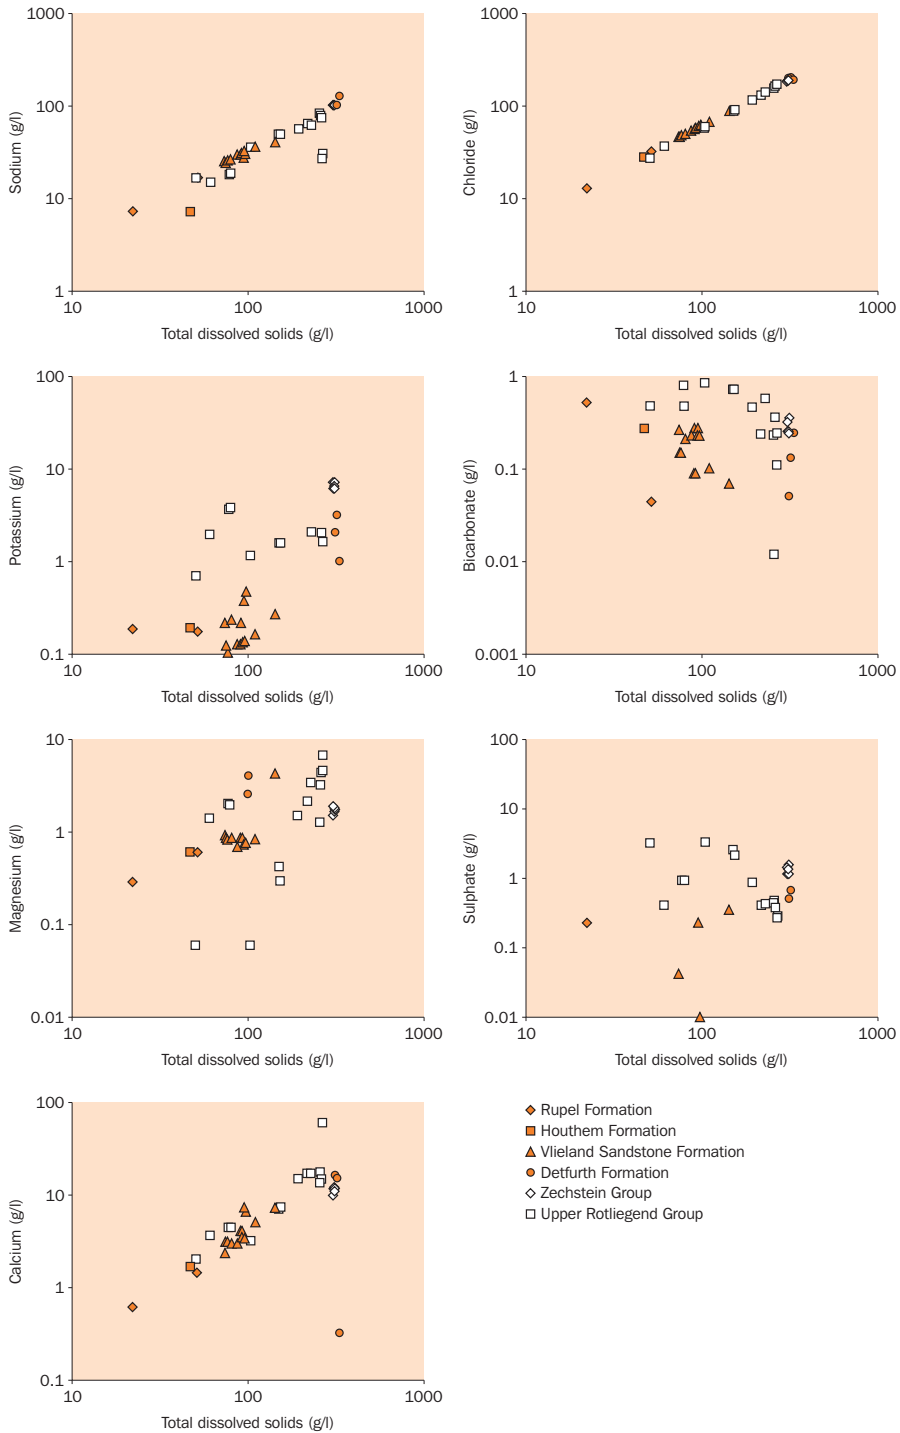 1000
100
10
1
Sodium (g/l)
10
100
1000
Total dissolved solids (g/l)
1000
100
10
1
Chloride (g/l)
10
100
1000
Total dissolved solids (g/l)
100
10
1
0.1
Potassium (g/l)
10
100
1000
Total dissolved solids (g/l)
1
0.1
0.01
0.001
Bicarbonate (g/l)
10
100
1000
Total dissolved solids (g/l)
10
1
0.1
0.01
Magnesium (g/l)
10
100
1000
Total dissolved solids (g/l)
100
10
1
0.1
0.01
Sulphate (g/l)
10
100
1000
Total dissolved solids (g/l)
100
10
1
0.1
Calcium (g/l)
10
100
1000
Total dissolved solids (g/l)
Rupel Formation
Houthem Formation
Vlieland Sandstone Formation
Detfurth Formation
Zechstein Group
Upper Rotliegend Group